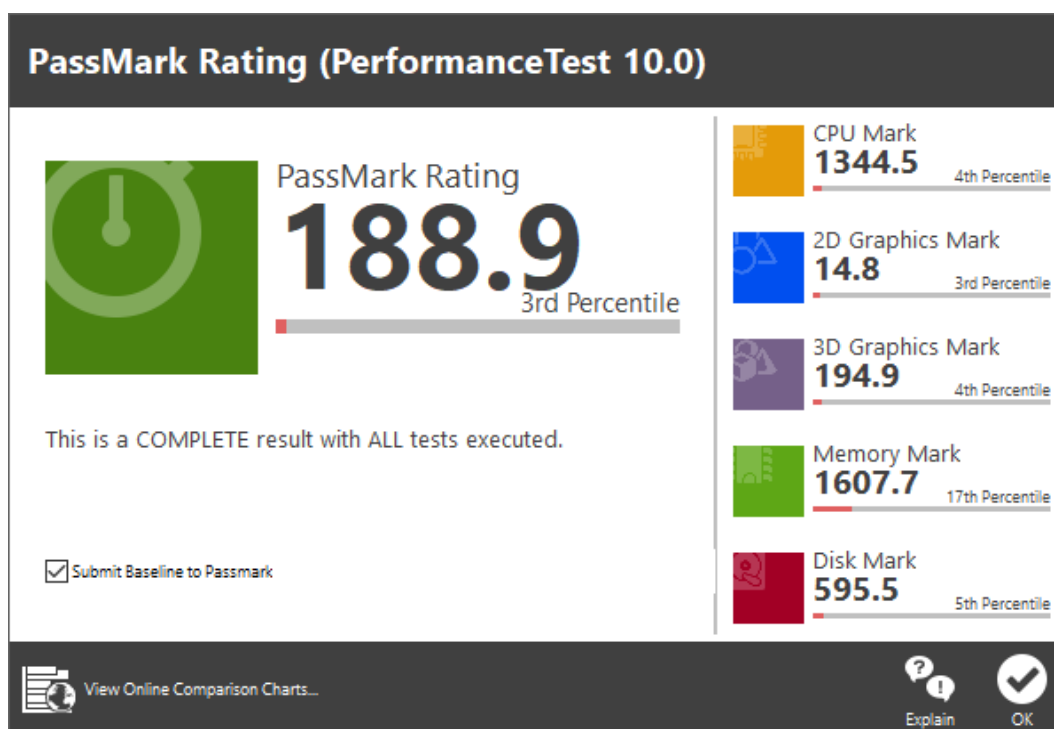 PassMark Rating (PerformanceTest 10.0)
PassMark Rating
188.9
3rd Percentile
This is a COMPLETE result with ALL tests executed.
Submit Baseline to Passmark
CPU Mark
1344.5
4th Percentile
2D Graphics Mark
14.8
3rd Percentile
3D Graphics Mark
194.9
4th Percentile
Memory Mark
1607.7
17th Percentile
Disk Mark
595.5
5th Percentile
View Online Comparison Charts...
Explain
OK